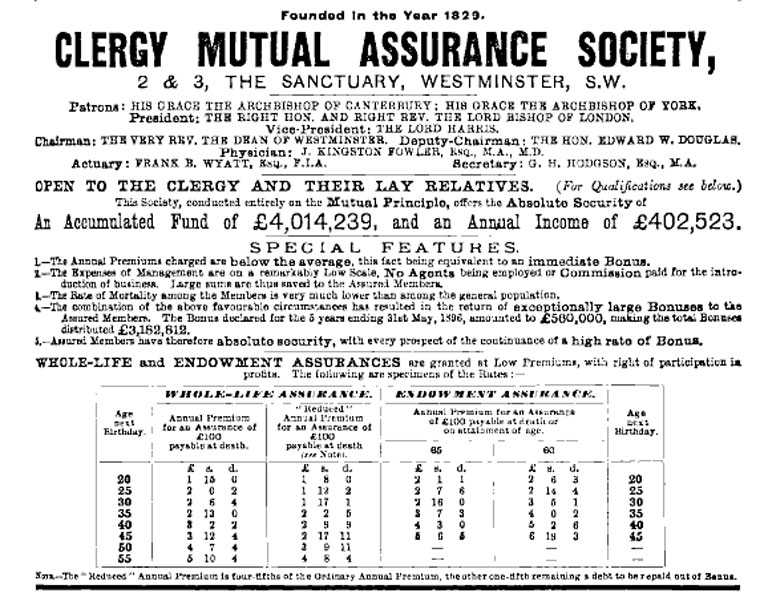 Founded in the Year 1829.
CLERGY MUTUAL ASSURANCE SOCIETY,
2 & 3, THE SANCTUARY, WESTMINSTER, S.W.
Patrons: HIS GRACE THE ARCHBISHOP OF CANTERBURY; HIS GRACE THE ARCHBISHOP OF YORK.
President: THE RIGHT HON. AND RIGHT REV. THE LORD BISHOP OF LONDON.
Vice-President: THE LORD HARRIS.
Chairman: THE VERY REV. THE DEAN OF WESTMINSTER. Deputy-Chairman: THE HON. EDWARD W. DOUGLAS.
Physician: J. KINGSTON FOWLER, ESQ., M.A., M.D.
Actuary: FRANK B. WYATT, ESQ., F.I.A. Secretary: G. H. HODGSON, ESQ., M.A.
OPEN TO THE CLERGY AND THEIR LAY RELATIVES. (For Qualifications see below.)
This Society, conducted entirely on the Mutual Principle, offers the Absolute Security of
An Accumulated Fund of £4,014,239, and an Annual Income of £402,523.
SPECIAL FEATURES.
1.—The Annual Premiums charged are below the average, this fact being equivalent to an immediate Bonus.
2.—The Expenses of Management are on a remarkably Low Scale, No Agents being employed or Commission paid for the intro-
duction of business. Large sums are thus saved to the Assured Members.
3.—The Rate of Mortality among the Members is very much lower than among the general population.
4.—The combination of the above favourable circumstances has resulted in the return of exceptionally large Bonuses to the
Assured Members. The Bonus declared for the 5 years ending 31st May, 1896, amounted to £560,000, making the total Bonuses
distributed
5.—Assured Members have therefore absolute security, with every prospect of the continuance of a high rate of Bonus.
WHOLE-LIFE and ENDOWMENT ASSURANCES are granted at Low Premiums, with right of participation in
profits. The following are specimens of the Rates:—
WHOLE-LIFE ASSURANCE. ENDOWMENT ASSURANCE.
Age next Birthday.
Annual Premium for an Assurance of £100 payable at death.
"Reduced" Annual Premium for an Assurance of £100 payable at death (see Note).
Annual Premium for an Assurance of £100 payable at death or on attainment of age.
65 60
Age next Birthday.
£ s. d. £ s. d. £ s. d. £ s. d.
20 1 15 0 1 8 0 2 1 1 2 6 3 20
25 2 0 2 1 12 2 2 7 6 2 14 4 25
30 2 6 4 1 17 1 2 16 0 3 5 1 30
35 2 13 0 2 2 5 3 7 3 4 0 2 35
40 3 2 2 2 9 9 4 3 0 5 2 6 40
45 3 12 4 2 17 11 5 6 5 6 18 3 45
50 4 7 4 3 9 11 — —
55 5 10 4 4 8 4 — —
NOTE.—The "Reduced" Annual Premium is four-fifths of the Ordinary Annual Premium, the other one-fifth remaining a debt to be repaid out of Bonus.